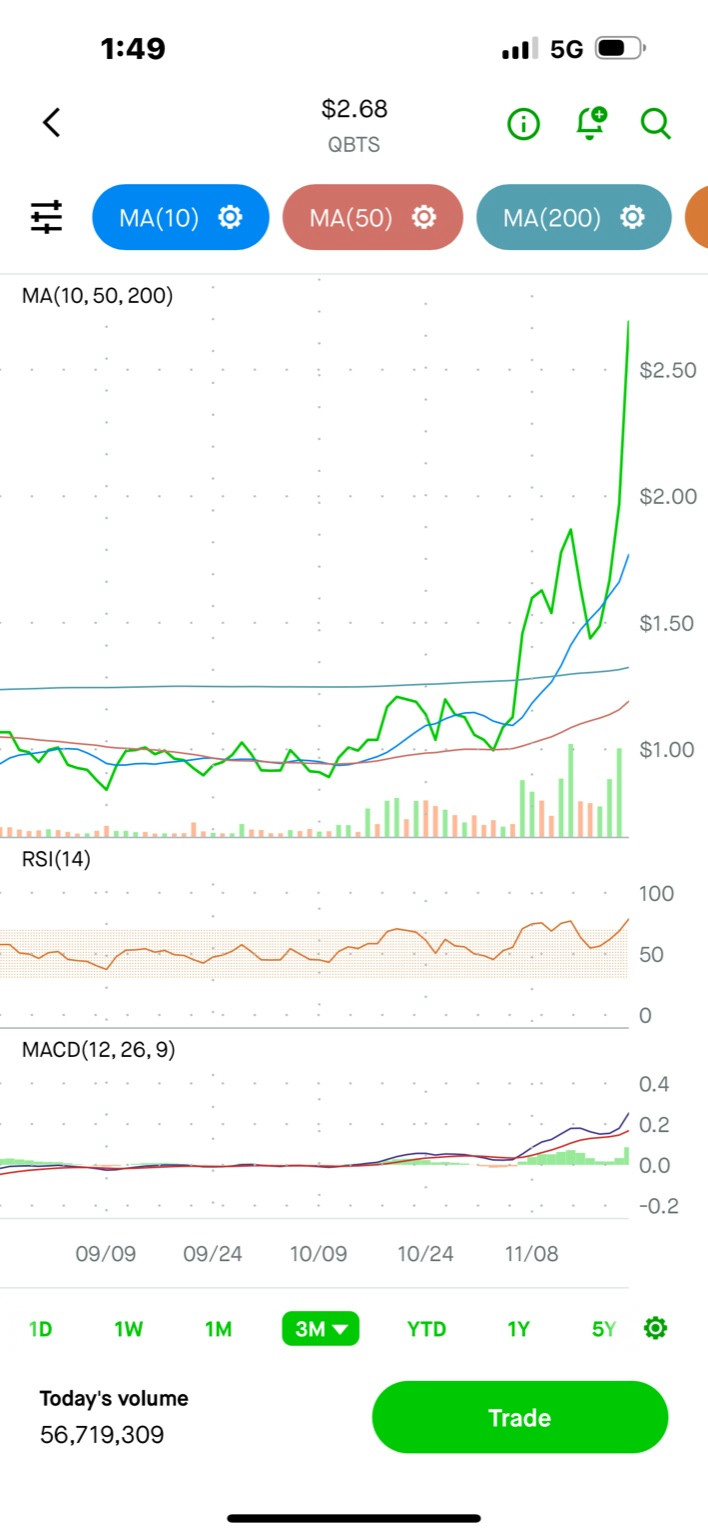 1:49 5G
$2.68
QBTS
MA(10) MA(50) MA(200)
MA(10, 50, 200)
$2.50
$2.00
$1.50
$1.00
RSI(14)
100
50
0
MACD(12, 26, 9)
0.4
0.2
0.0
-0.2
09/09 09/24 10/09 10/24 11/08
1D 1W 1M 3M YTD 1Y 5Y
Today's volume
56,719,309
Trade